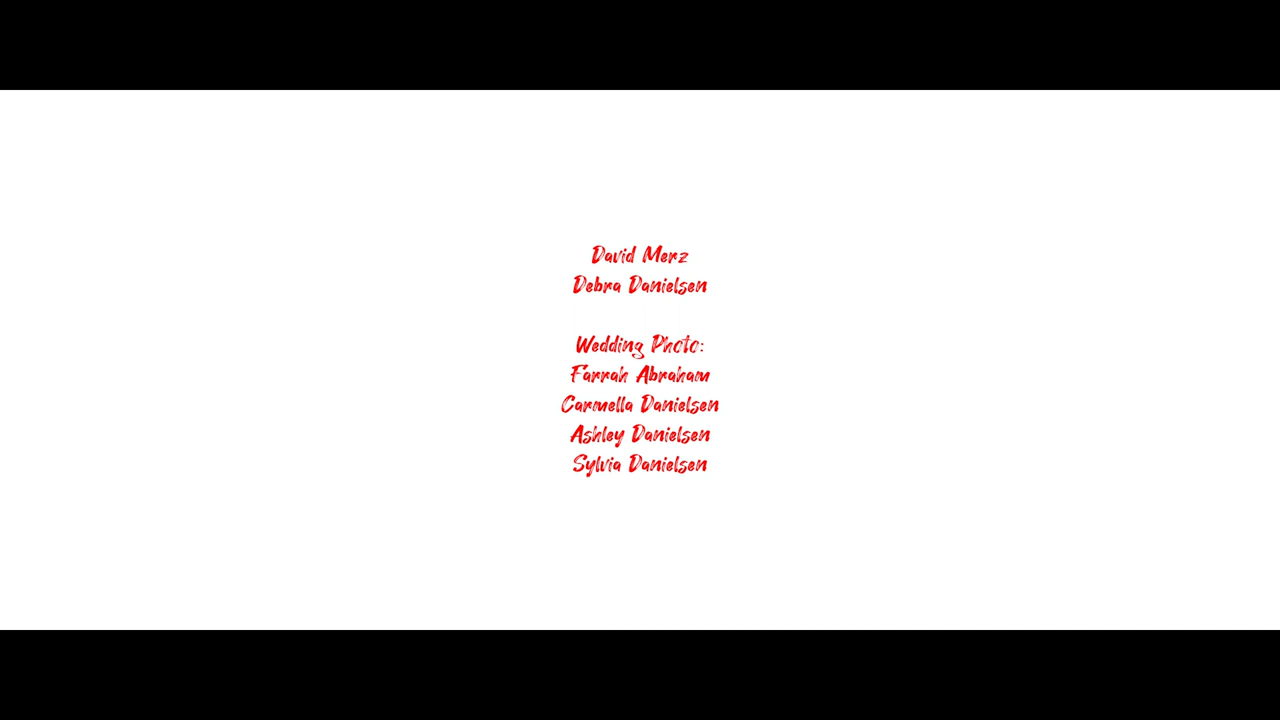 David Merz
Debra Danielsen
Wedding Photo:
Farrah Abraham
Carmella Danielsen
Ashley Danielsen
Sylvia Danielsen